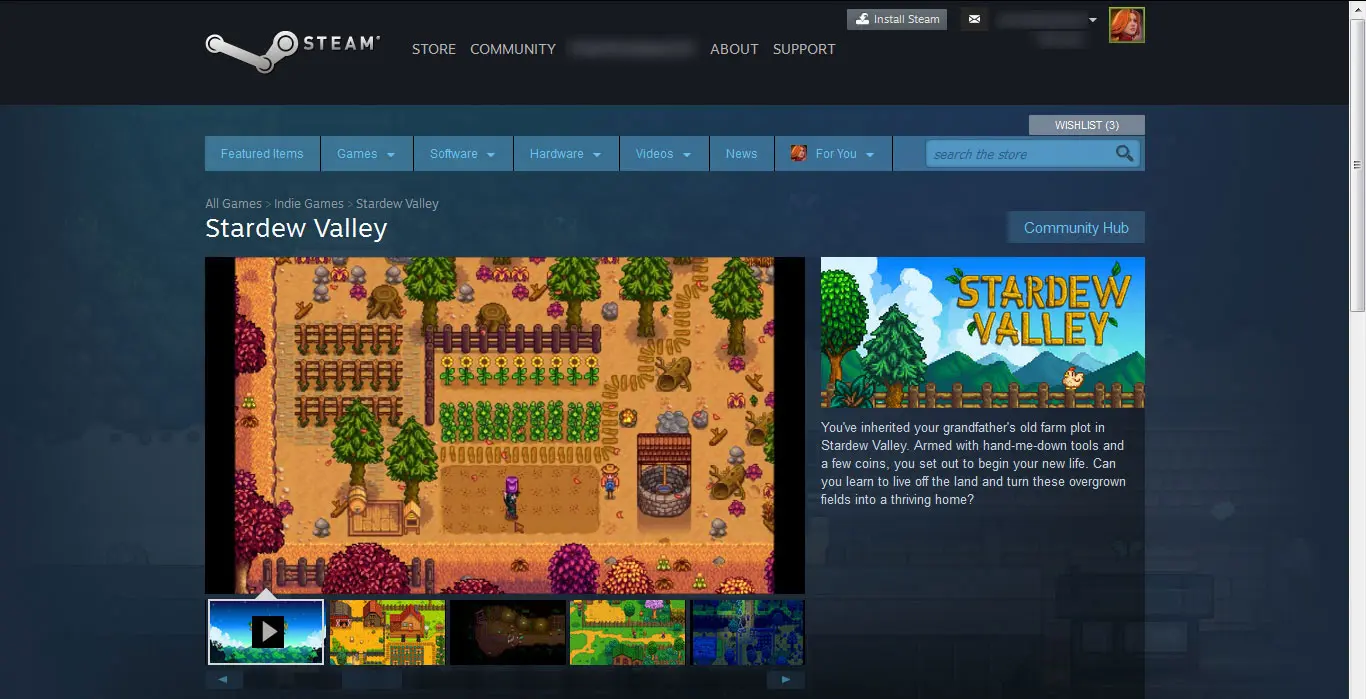 Install Steam
STEAM®
STORE COMMUNITY ABOUT SUPPORT
WISHLIST (3)
Featured Items Games Software Hardware Videos News For You search the store
All Games > Indie Games > Stardew Valley
Stardew Valley
Community Hub
STARDEW
VALLEY
You've inherited your grandfather's old farm plot in
Stardew Valley. Armed with hand-me-down tools and
a few coins, you set out to begin your new life. Can
you learn to live off the land and turn these overgrown
fields into a thriving home?